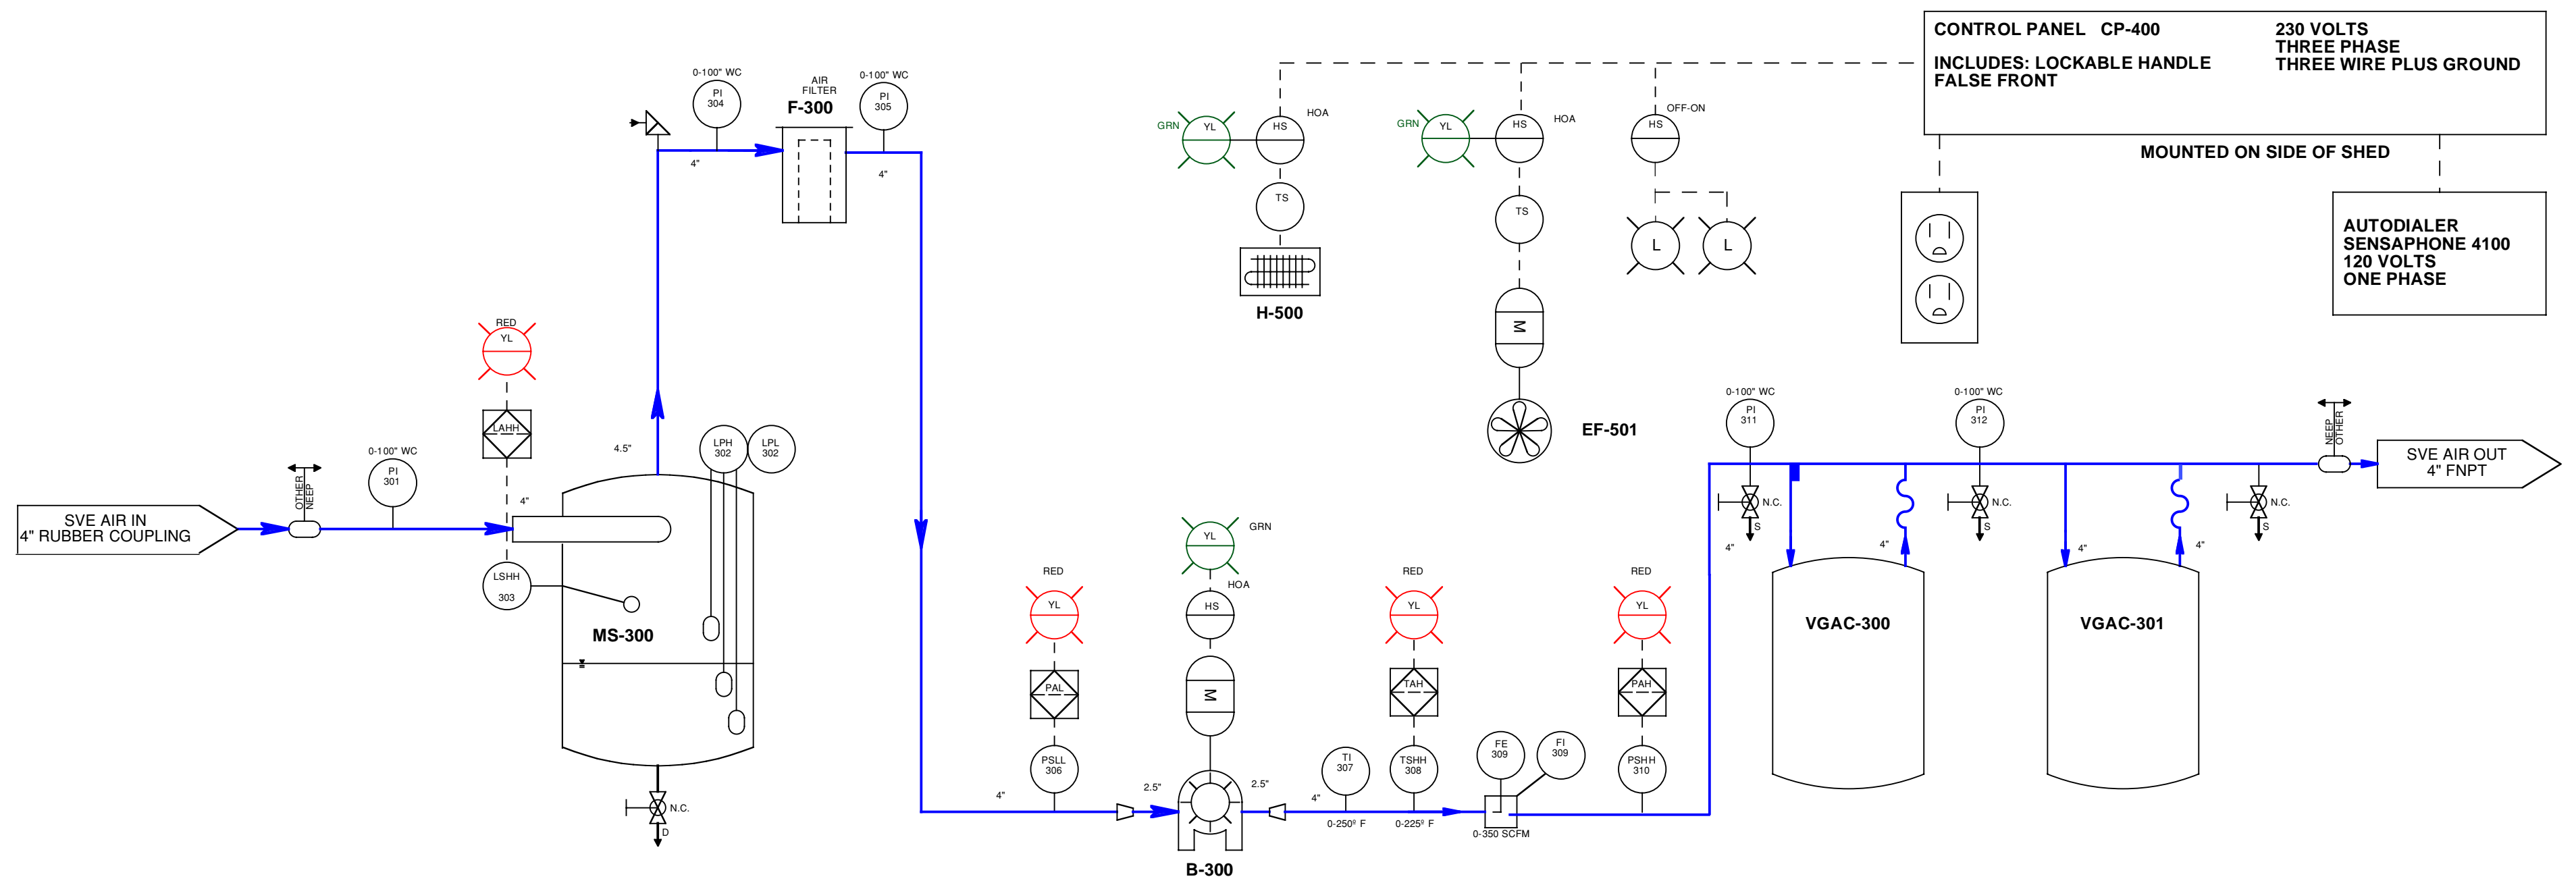 CONTROL PANEL CP-400
INCLUDES: LOCKABLE HANDLE
FALSE FRONT
230 VOLTS
THREE PHASE
THREE WIRE PLUS GROUND
MOUNTED ON SIDE OF SHED
AUTODIALER
SENSAPHONE 4100
120 VOLTS
ONE PHASE
0-100" WC
PI
304
AIR
FILTER
F-300
0-100" WC
PI
305
4"
4"
GRN
YL
HS
HOA
TS
H-500
GRN
YL
HS
HOA
TS
M
EF-501
OFF-ON
HS
L
L
RED
YL
LAHH
4.5"
LPH
302
LPL
302
0-100" WC
PI
301
OTHER
NEEP
SVE AIR IN
4" RUBBER COUPLING
4"
LSHH
303
MS-300
N.C.
D
RED
YL
PAL
PSLL
306
4"
2.5"
GRN
YL
HOA
HS
M
2.5"
B-300
TI
307
4"
0-250º F
RED
YL
TAH
TSHH
308
0-225º F
FE
309
FI
309
0-350 SCFM
RED
YL
PAH
PSHH
310
0-100" WC
PI
311
N.C.
S
4"
4"
VGAC-300
0-100" WC
PI
312
N.C.
S
4"
4"
VGAC-301
N.C.
S
NEEP
OTHER
SVE AIR OUT
4" FNPT